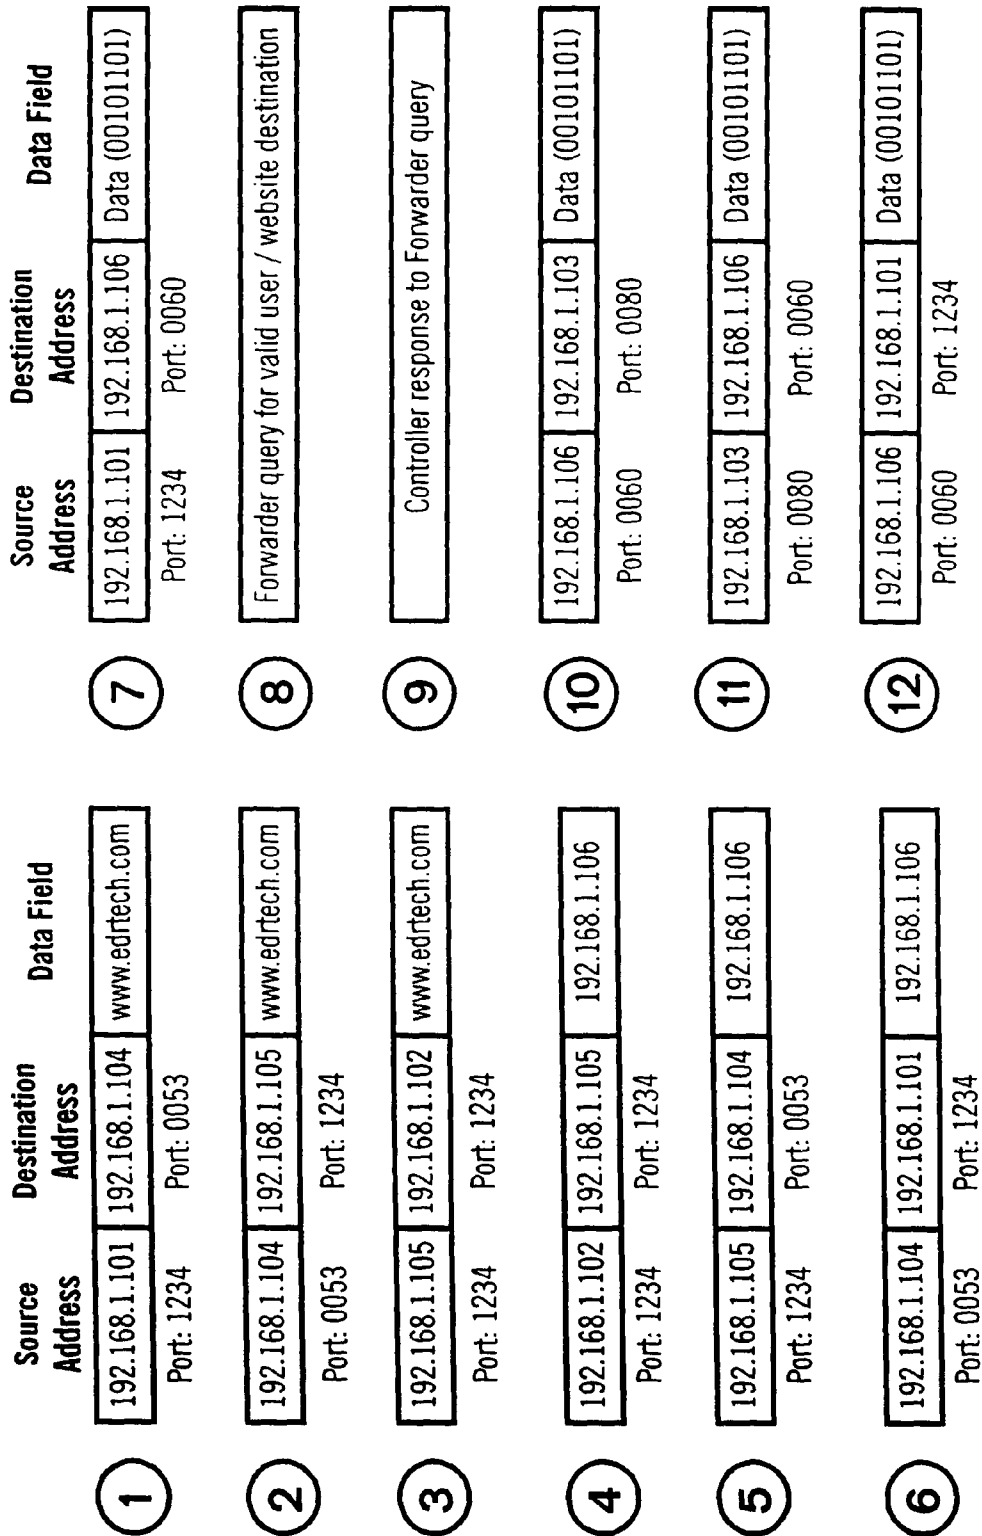 Source Address
Destination Address
Data Field
1
192.168.1.101 192.168.1.104 www.edrtech.com
Port: 1234 Port: 0053
2
192.168.1.104 192.168.1.105 www.edrtech.com
Port: 0053 Port: 1234
3
192.168.1.105 192.168.1.102 www.edrtech.com
Port: 1234 Port: 1234
4
192.168.1.102 192.168.1.105 192.168.1.106
Port: 1234 Port: 1234
5
192.168.1.105 192.168.1.104 192.168.1.106
Port: 1234 Port: 0053
6
192.168.1.104 192.168.1.101 192.168.1.106
Port: 0053 Port: 1234
Source Address
Destination Address
Data Field
7
192.168.1.101 192.168.1.106 Data (00101101)
Port: 1234 Port: 0060
8
Forwarder query for valid user / website destination
9
Controller response to Forwarder query
10
192.168.1.106 192.168.1.103 Data (00101101)
Port: 0060 Port: 0080
11
192.168.1.103 192.168.1.106 Data (00101101)
Port: 0080 Port: 0060
12
192.168.1.106 192.168.1.101 Data (00101101)
Port: 0060 Port: 1234